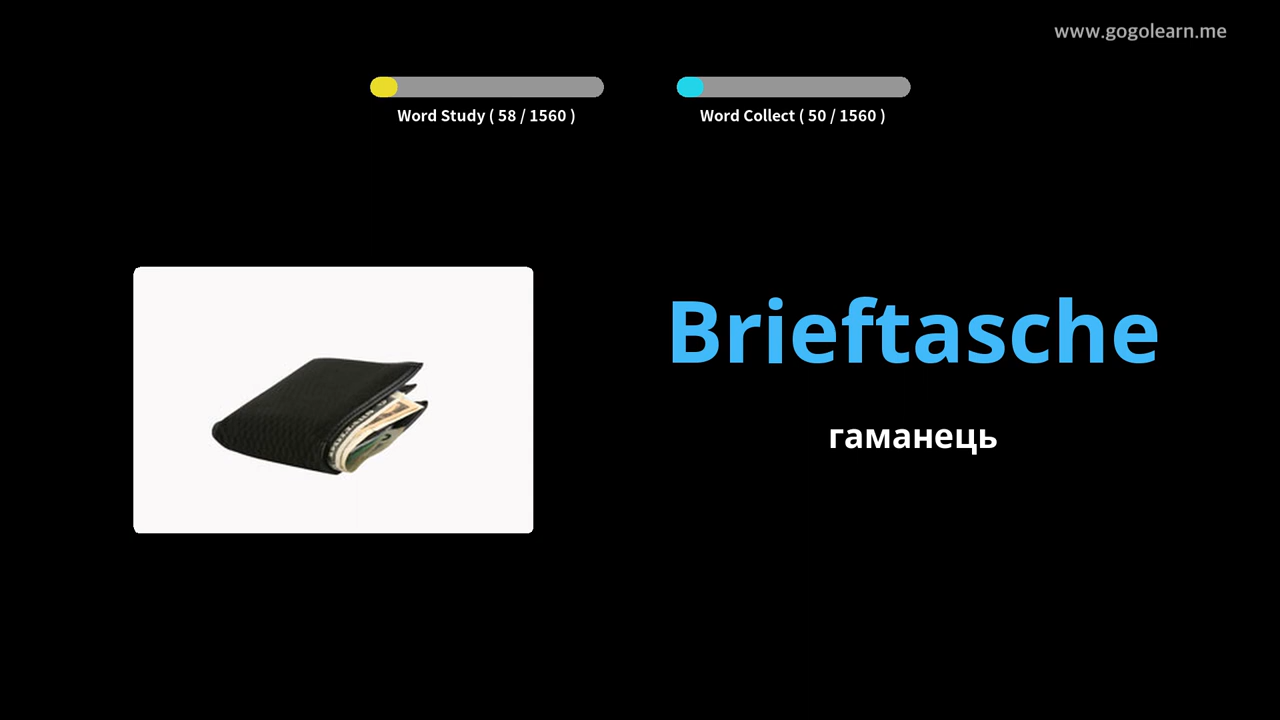 www.gogolearn.me
Word Study ( 58 / 1560 )
Word Collect ( 50 / 1560 )
Brieftasche
гаманець